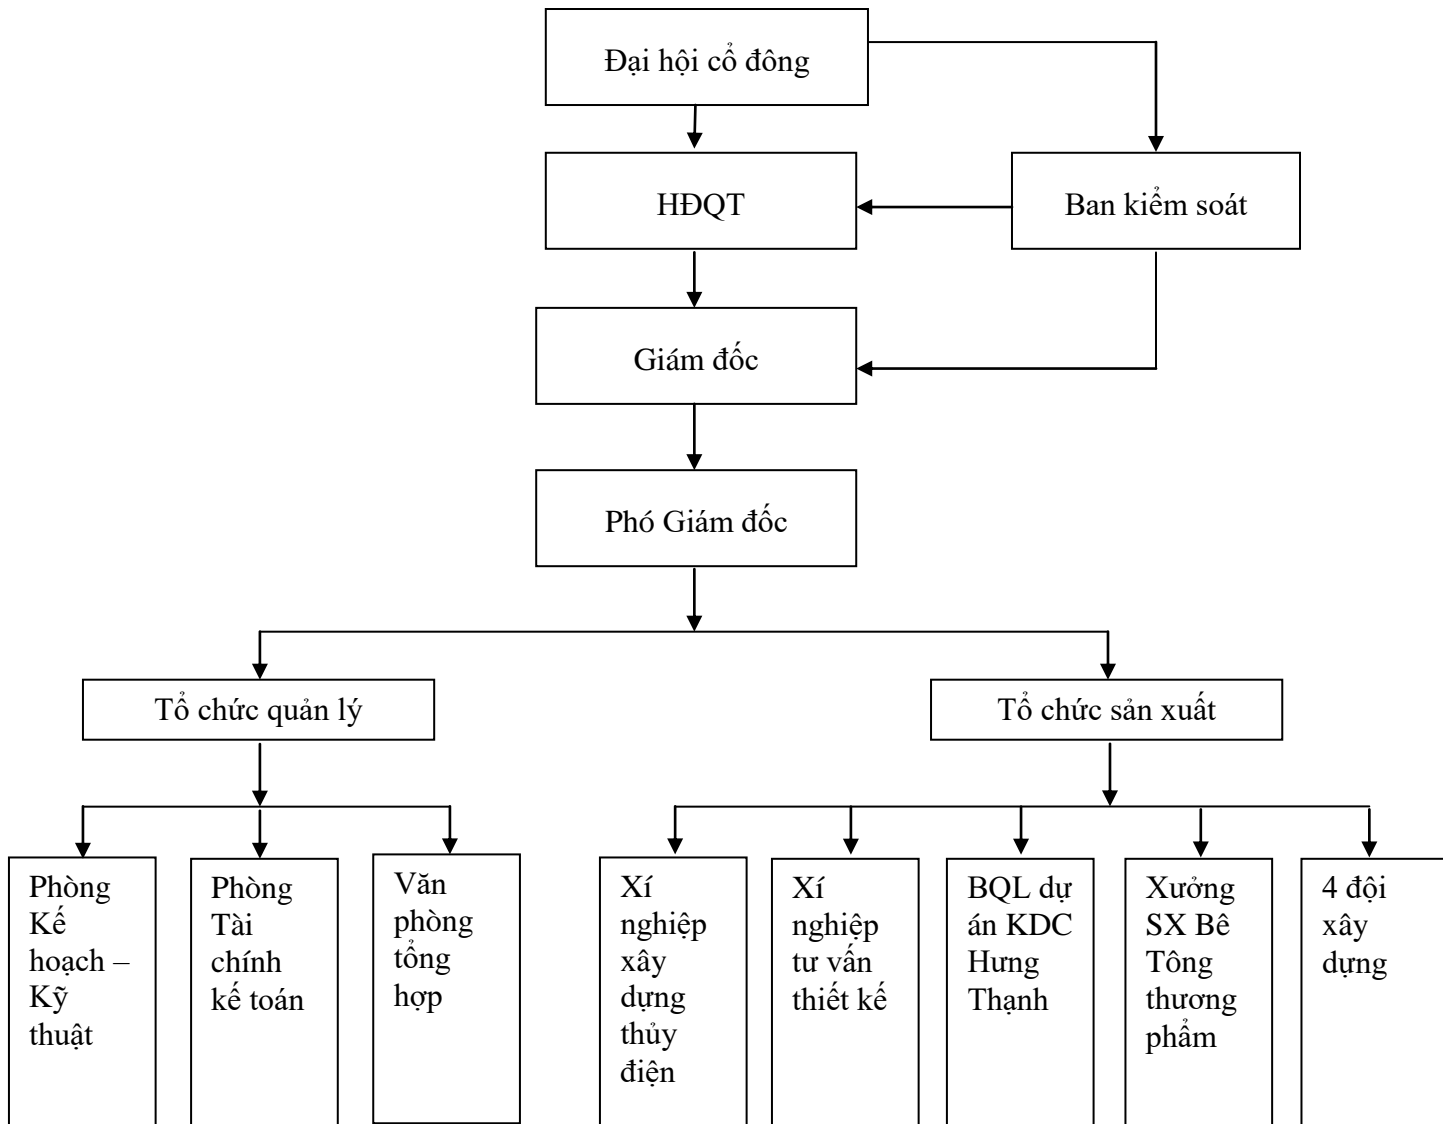 Đại hội cổ đông
HĐQT
Ban kiểm soát
Giám đốc
Phó Giám đốc
Tổ chức quản lý
Tổ chức sản xuất
Phòng
Kế
hoạch –
Kỹ
thuật
Phòng
Tài
chính
kế toán
Văn
phòng
tổng
hợp
Xí
nghiệp
xây
dựng
thủy
điện
Xí
nghiệp
tư vấn
thiết kế
BQL dự
án KDC
Hưng
Thạnh
Xưởng
SX Bê
Tông
thương
phẩm
4 đội
xây
dựng